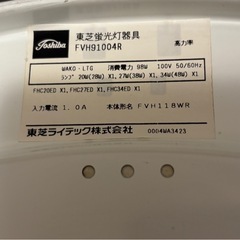 Toshiba
東芝蛍光灯器具
FVH91004R
高力率
WAKO-LTG 消費電力 98W 100V 50/60Hz
ランプ 20W(28W) X1,27W(38W) X1,34W(48W) X1
FHC20ED X1,FHC27ED X1,FHC34ED X1
入力電流 1.0A 本体形名 FVH118WR
東芝ライテック株式会社 0004WA3423